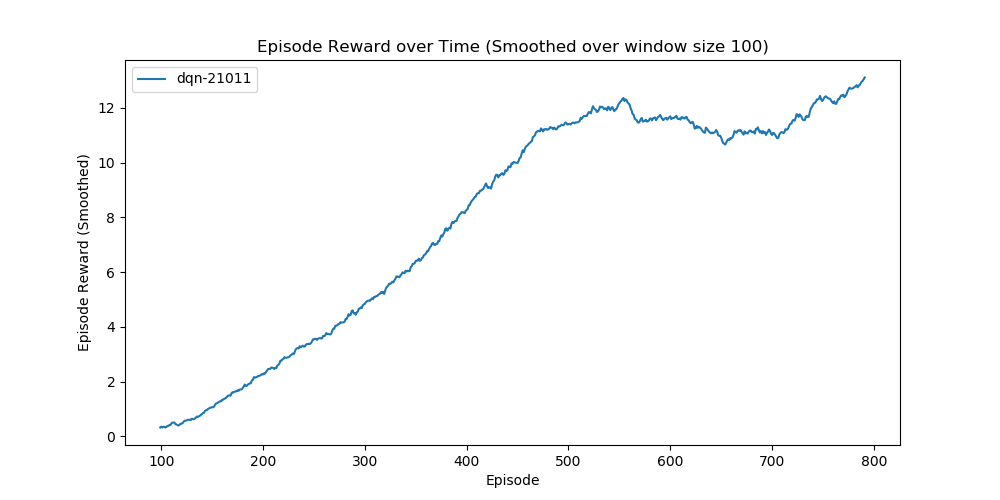 Episode Reward over Time (Smoothed over window size 100)
dqn-21011
Episode Reward (Smoothed)
12
10
8
6
4
2
0
100 200 300 400 500 600 700 800
Episode